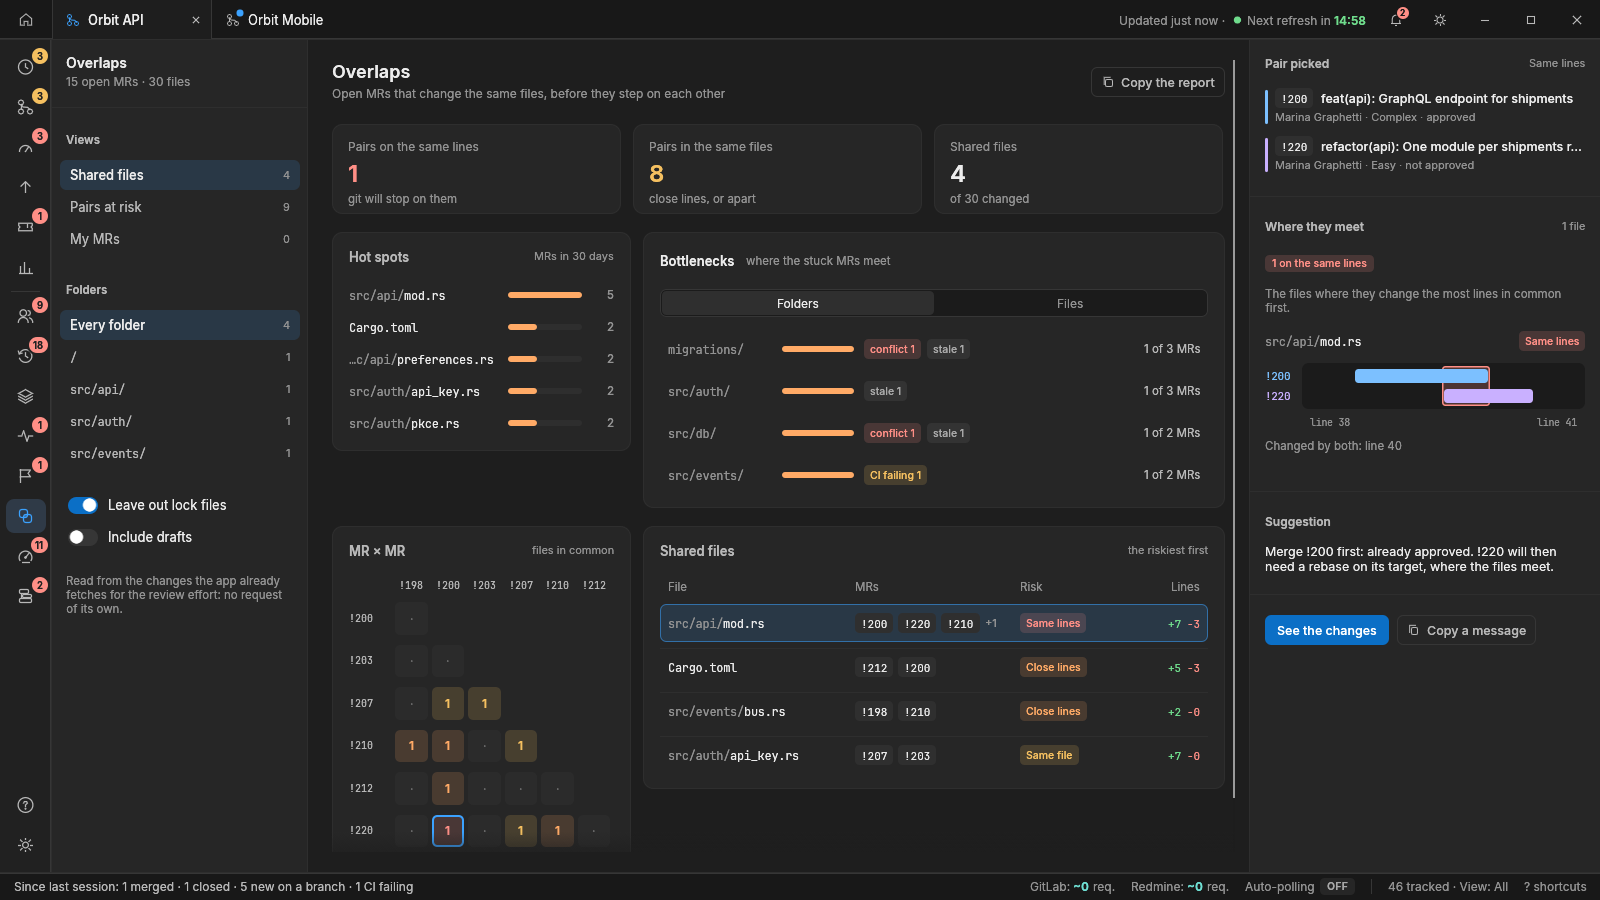 Orbit API
Orbit Mobile
Updated just now · Next refresh in 14:58
2
3
3
3
1
9
18
1
1
11
2
Overlaps
15 open MRs · 30 files
Views
Shared files 4
Pairs at risk 9
My MRs 0
Folders
Every folder 4
/ 1
src/api/ 1
src/auth/ 1
src/events/ 1
Leave out lock files
Include drafts
Read from the changes the app already
fetches for the review effort: no request
of its own.
Overlaps
Open MRs that change the same files, before they step on each other
Copy the report
Pairs on the same lines
1
git will stop on them
Pairs in the same files
8
close lines, or apart
Shared files
4
of 30 changed
Hot spots MRs in 30 days
src/api/mod.rs 5
Cargo.toml 2
…c/api/preferences.rs 2
src/auth/api_key.rs 2
src/auth/pkce.rs 2
Bottlenecks where the stuck MRs meet
Folders Files
migrations/ conflict 1 stale 1 1 of 3 MRs
src/auth/ stale 1 1 of 3 MRs
src/db/ conflict 1 stale 1 1 of 2 MRs
src/events/ CI failing 1 1 of 2 MRs
MR × MR files in common
!198 !200 !203 !207 !210 !212
!200 ·
!203 · ·
!207 · 1 1
!210 1 1 · 1
!212 · 1 · · ·
!220 · 1 · 1 1 ·
Shared files the riskiest first
File MRs Risk Lines
src/api/mod.rs !200 !220 !210 +1 Same lines +7 -3
Cargo.toml !212 !200 Close lines +5 -3
src/events/bus.rs !198 !210 Close lines +2 -0
src/auth/api_key.rs !207 !203 Same file +7 -0
Pair picked Same lines
!200 feat(api): GraphQL endpoint for shipments
Marina Graphetti · Complex · approved
!220 refactor(api): One module per shipments r…
Marina Graphetti · Easy · not approved
Where they meet 1 file
1 on the same lines
The files where they change the most lines in common
first.
src/api/mod.rs Same lines
!200
!220
line 38 line 41
Changed by both: line 40
Suggestion
Merge !200 first: already approved. !220 will then
need a rebase on its target, where the files meet.
See the changes
Copy a message
Since last session: 1 merged · 1 closed · 5 new on a branch · 1 CI failing
GitLab: ~0 req. Redmine: ~0 req. Auto-polling OFF 46 tracked · View: All ? shortcuts